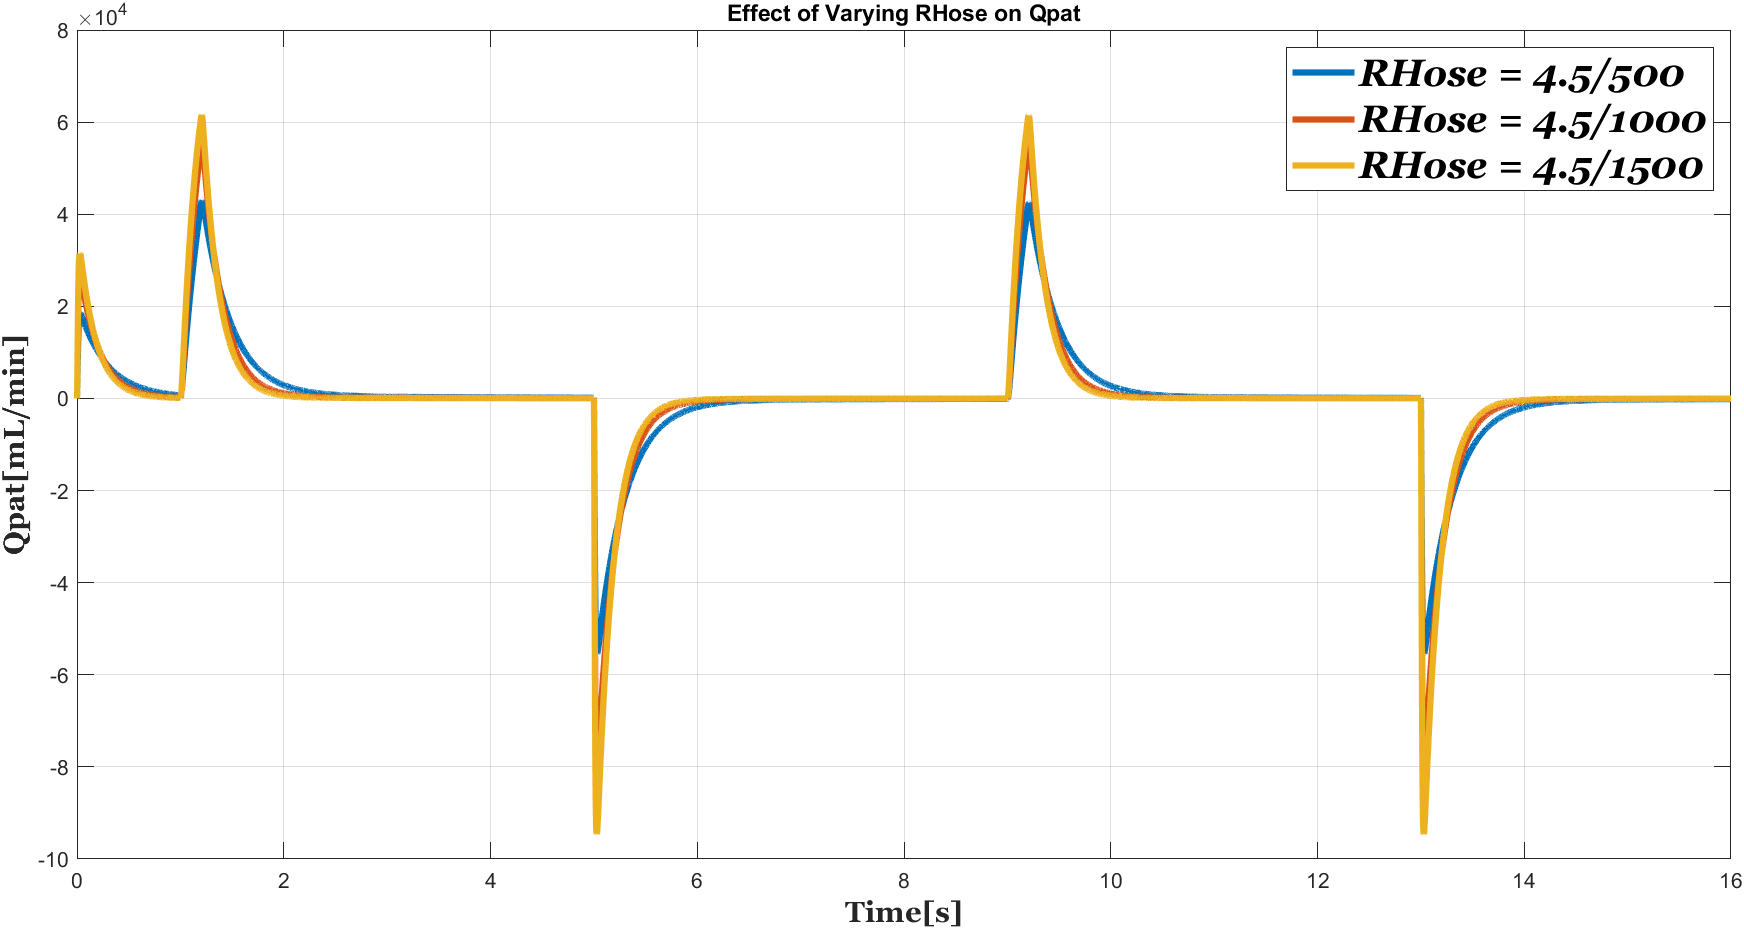 Effect of Varying RHose on Qpat
×10⁴
8
6
4
2
0
-2
-4
-6
-8
-10
Qpat[mL/min]
RHose = 4.5/500
RHose = 4.5/1000
RHose = 4.5/1500
0 2 4 6 8 10 12 14 16
Time[s]